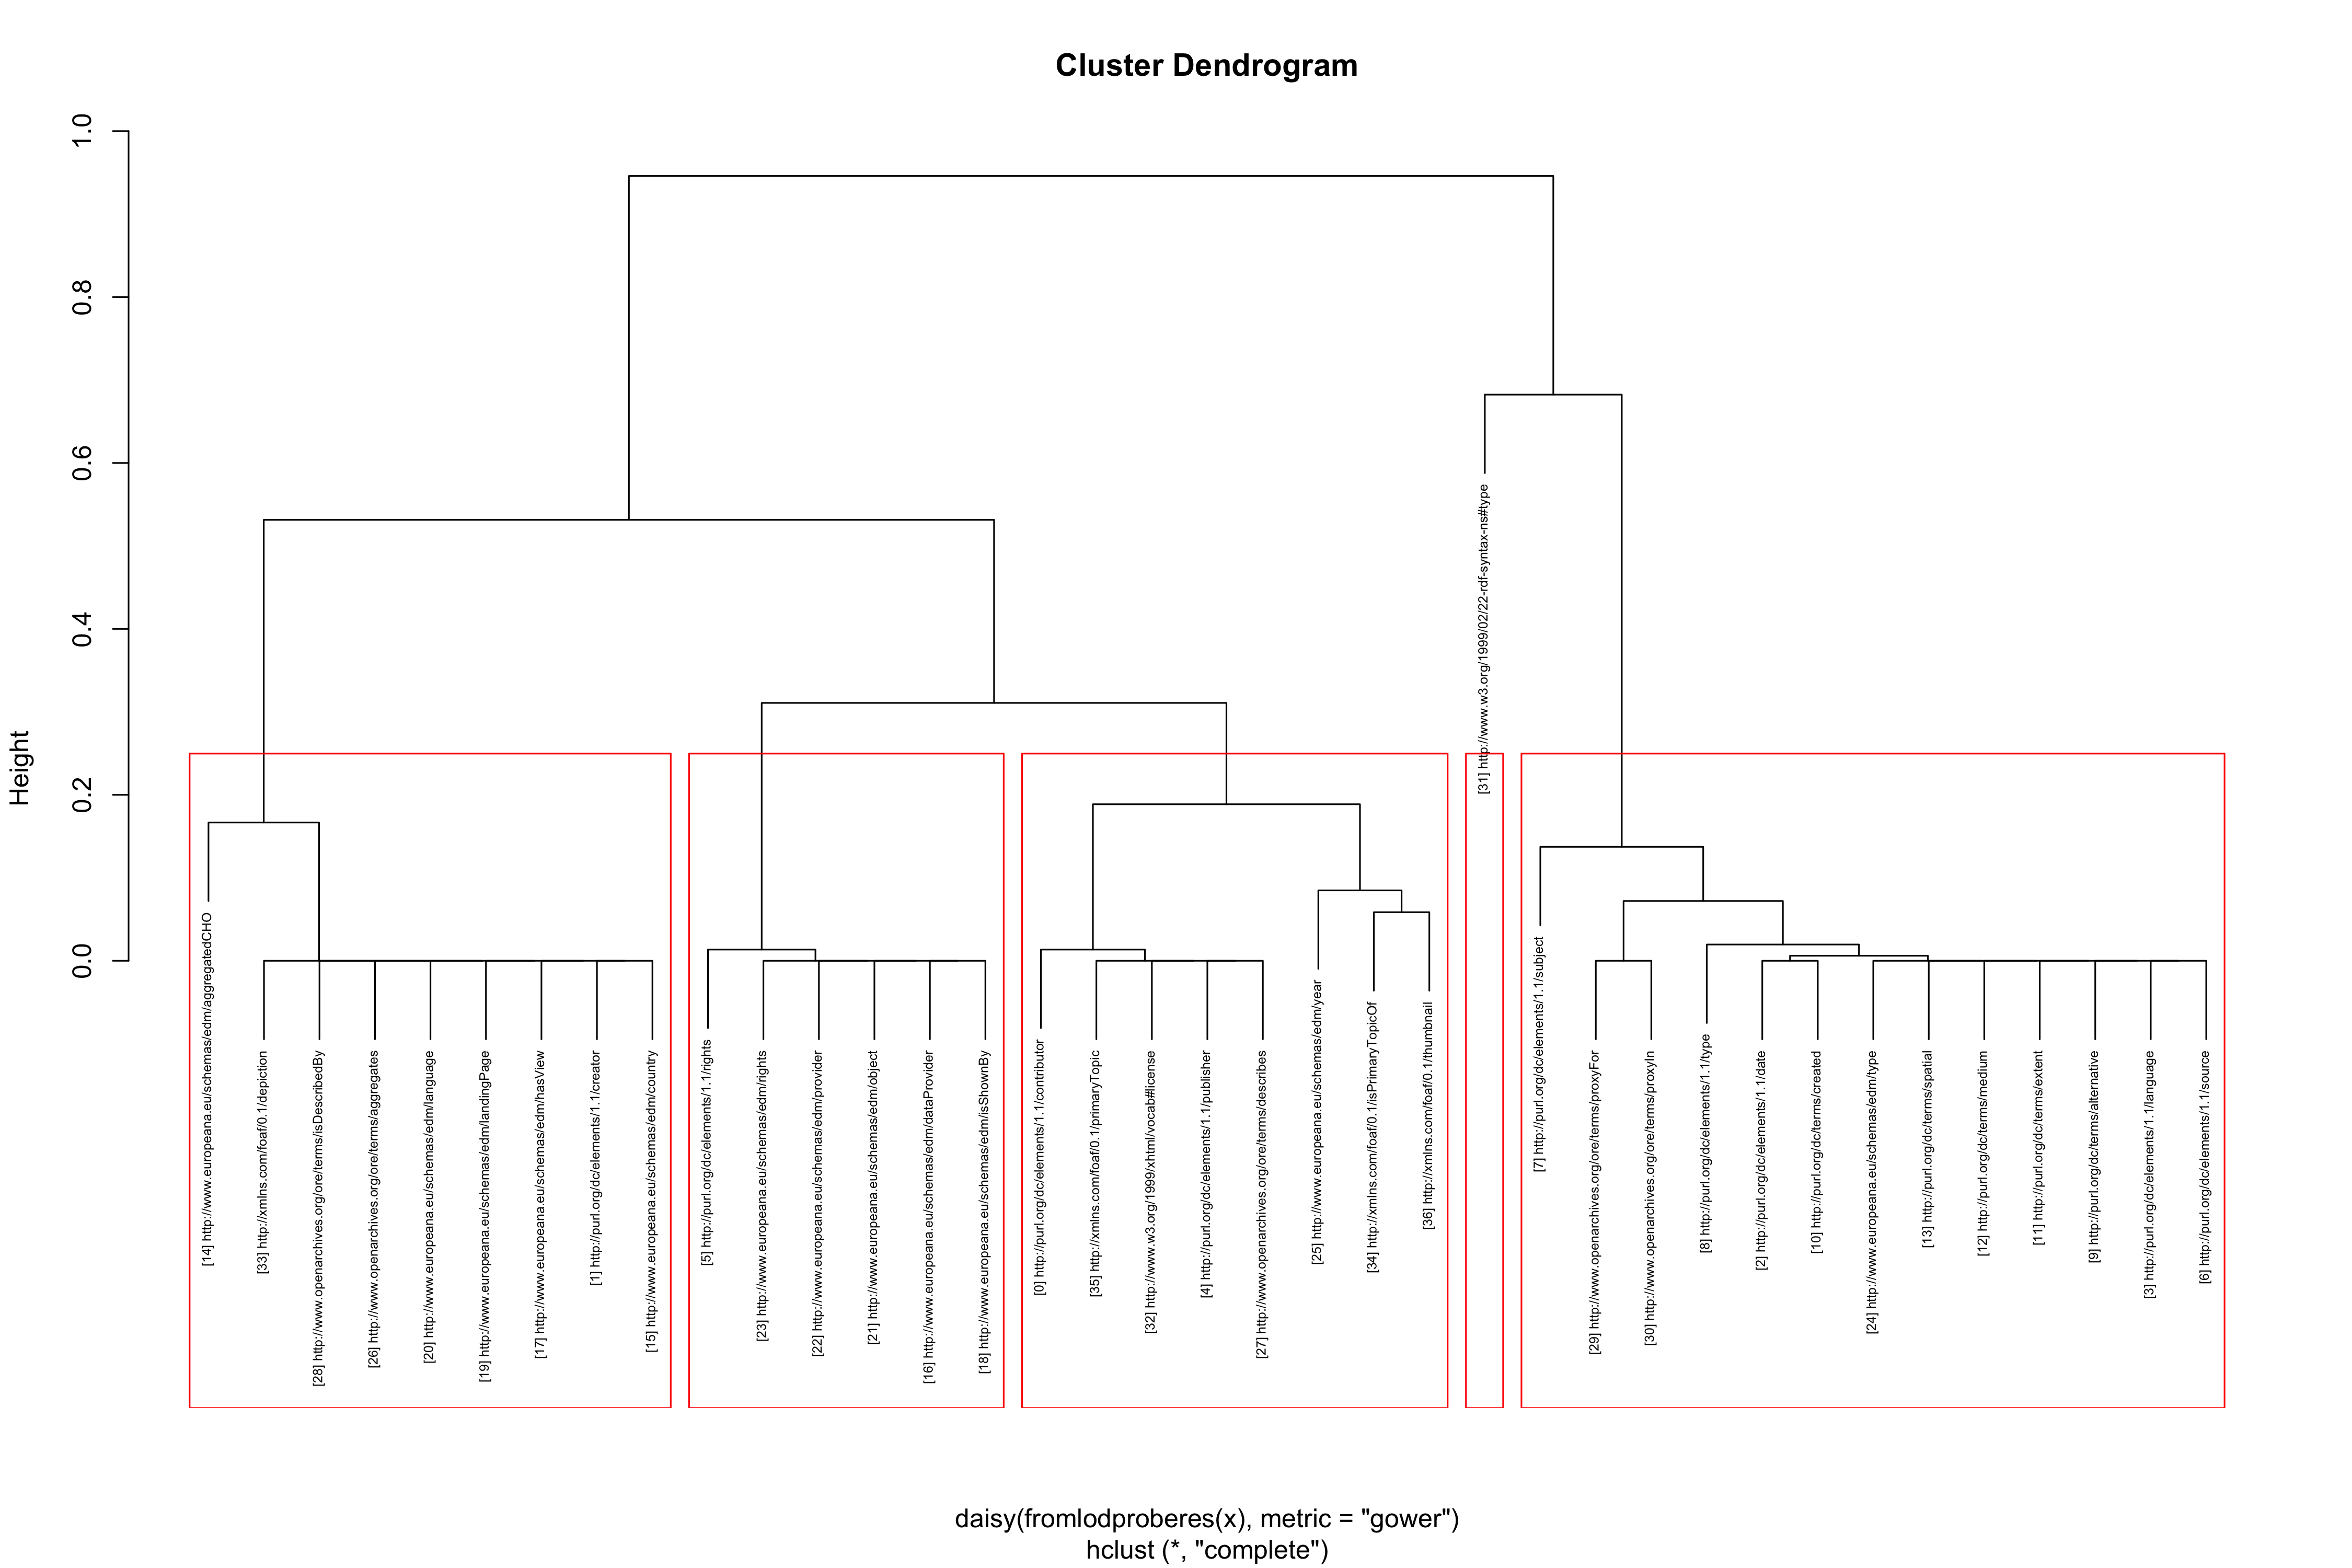 Cluster Dendrogram
Height
1.0
0.8
0.6
0.4
0.2
0.0
[14] http://www.europeana.eu/schemas/edm/aggregatedCHO
[33] http://xmlns.com/foaf/0.1/depiction
[28] http://www.openarchives.org/ore/terms/isDescribedBy
[26] http://www.openarchives.org/ore/terms/aggregates
[20] http://www.europeana.eu/schemas/edm/language
[19] http://www.europeana.eu/schemas/edm/landingPage
[17] http://www.europeana.eu/schemas/edm/hasView
[1] http://purl.org/dc/elements/1.1/creator
[15] http://www.europeana.eu/schemas/edm/country
[5] http://purl.org/dc/elements/1.1/rights
[23] http://www.europeana.eu/schemas/edm/rights
[22] http://www.europeana.eu/schemas/edm/provider
[21] http://www.europeana.eu/schemas/edm/object
[16] http://www.europeana.eu/schemas/edm/dataProvider
[18] http://www.europeana.eu/schemas/edm/isShownBy
[0] http://purl.org/dc/elements/1.1/contributor
[35] http://xmlns.com/foaf/0.1/primaryTopic
[32] http://www.w3.org/1999/xhtml/vocab#license
[4] http://purl.org/dc/elements/1.1/publisher
[27] http://www.openarchives.org/ore/terms/describes
[25] http://www.europeana.eu/schemas/edm/year
[34] http://xmlns.com/foaf/0.1/isPrimaryTopicOf
[36] http://xmlns.com/foaf/0.1/thumbnail
[31] http://www.w3.org/1999/02/22-rdf-syntax-ns#type
[7] http://purl.org/dc/elements/1.1/subject
[29] http://www.openarchives.org/ore/terms/proxyFor
[30] http://www.openarchives.org/ore/terms/proxyIn
[8] http://purl.org/dc/elements/1.1/type
[2] http://purl.org/dc/elements/1.1/date
[10] http://purl.org/dc/terms/created
[24] http://www.europeana.eu/schemas/edm/type
[13] http://purl.org/dc/terms/spatial
[12] http://purl.org/dc/terms/medium
[11] http://purl.org/dc/terms/extent
[9] http://purl.org/dc/terms/alternative
[3] http://purl.org/dc/elements/1.1/language
[6] http://purl.org/dc/elements/1.1/source
daisy(fromlodproberes(x), metric = "gower")
hclust (*, "complete")